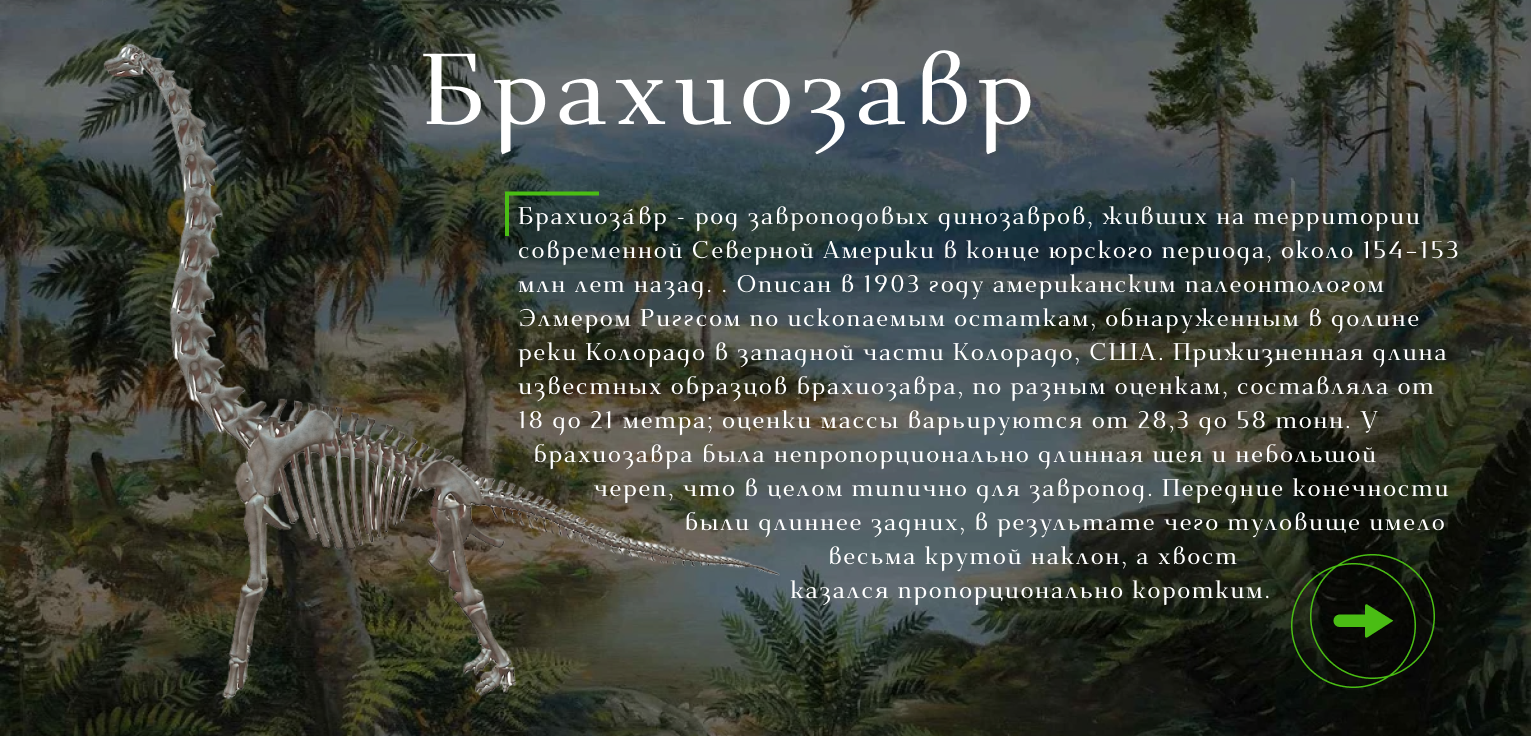 Брахиозавр
Брахиоза́вр - род завроподовых динозавров, живших на территории
современной Северной Америки в конце юрского периода, около 154–153
млн лет назад. . Описан в 1903 году американским палеонтологом
Элмером Риггсом по ископаемым остаткам, обнаруженным в долине
реки Колорадо в западной части Колорадо, США. Прижизненная длина
известных образцов брахиозавра, по разным оценкам, составляла от
18 до 21 метра; оценки массы варьируются от 28,3 до 58 тонн. У
брахиозавра была непропорционально длинная шея и небольшой
череп, что в целом типично для завропод. Передние конечности
были длиннее задних, в результате чего туловище имело
весьма крутой наклон, а хвост
казался пропорционально коротким.